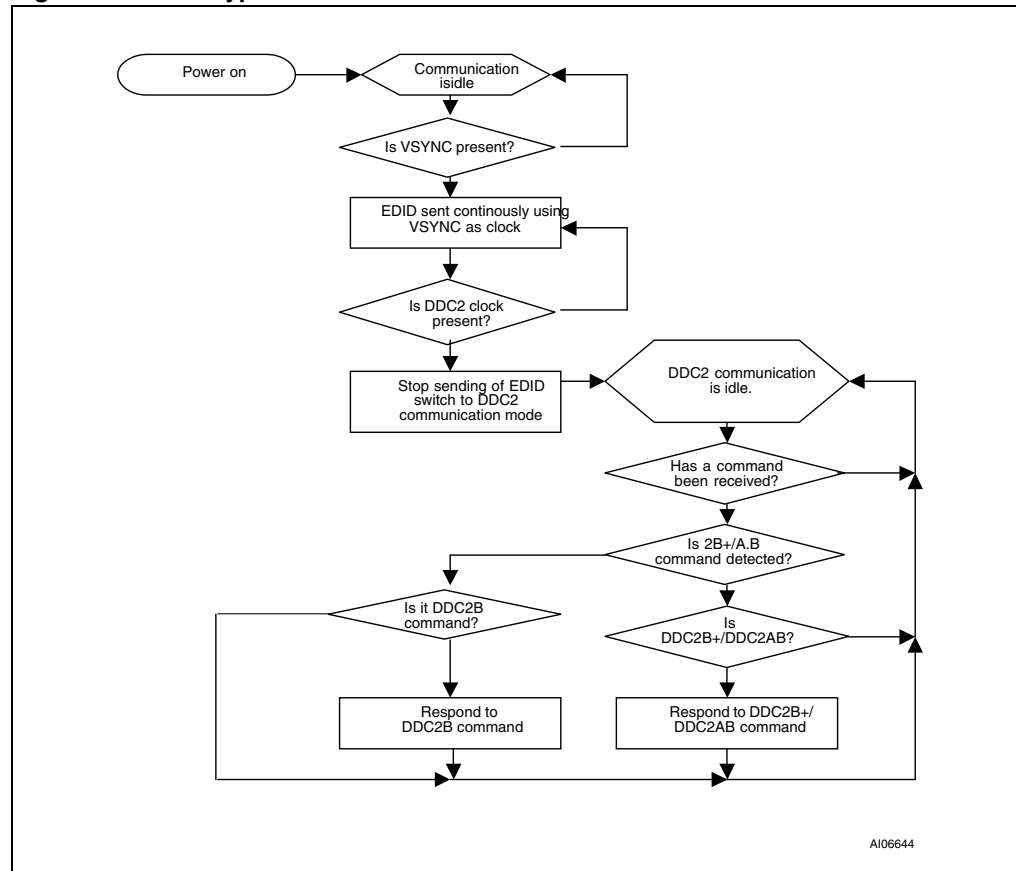 Power on
Communication
isidle
Is VSYNC present?
EDID sent continously using
VSYNC as clock
Is DDC2 clock
present?
Stop sending of EDID
switch to DDC2
communication mode
DDC2 communication
is idle.
Has a command
been received?
Is 2B+/A.B
command detected?
Is it DDC2B
command?
Is
DDC2B+/DDC2AB?
Respond to
DDC2B command
Respond to DDC2B+/
DDC2AB command
AI06644